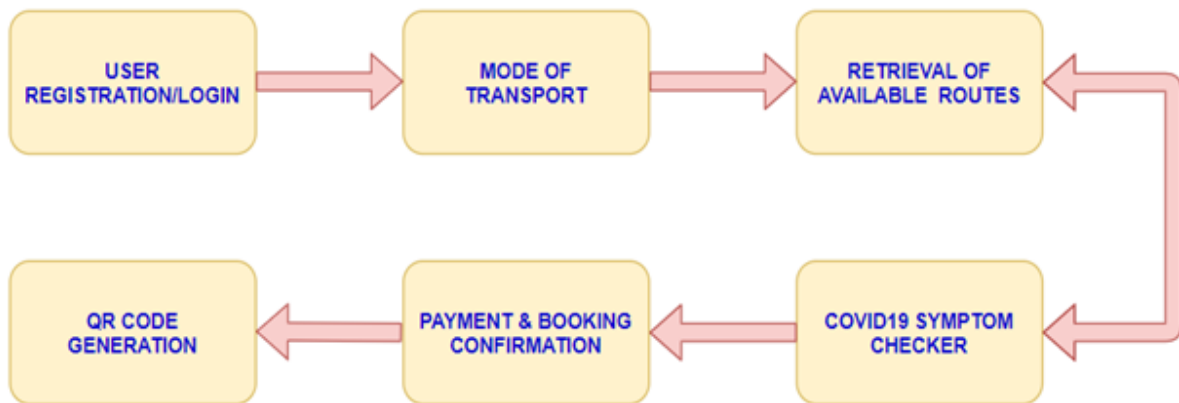 USER
REGISTRATION/LOGIN
MODE OF
TRANSPORT
RETRIEVAL OF
AVAILABLE ROUTES
QR CODE
GENERATION
PAYMENT & BOOKING
CONFIRMATION
COVID19 SYMPTOM
CHECKER